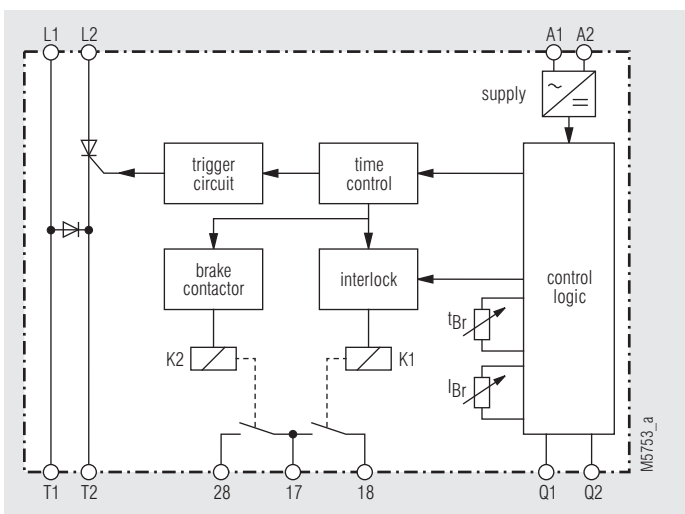 L1 L2 A1 A2
supply
trigger
circuit
time
control
brake
contactor
interlock
control
logic
tBr
IBr
K2
K1
M5753_a
T1 T2 28 17 18 Q1 Q2